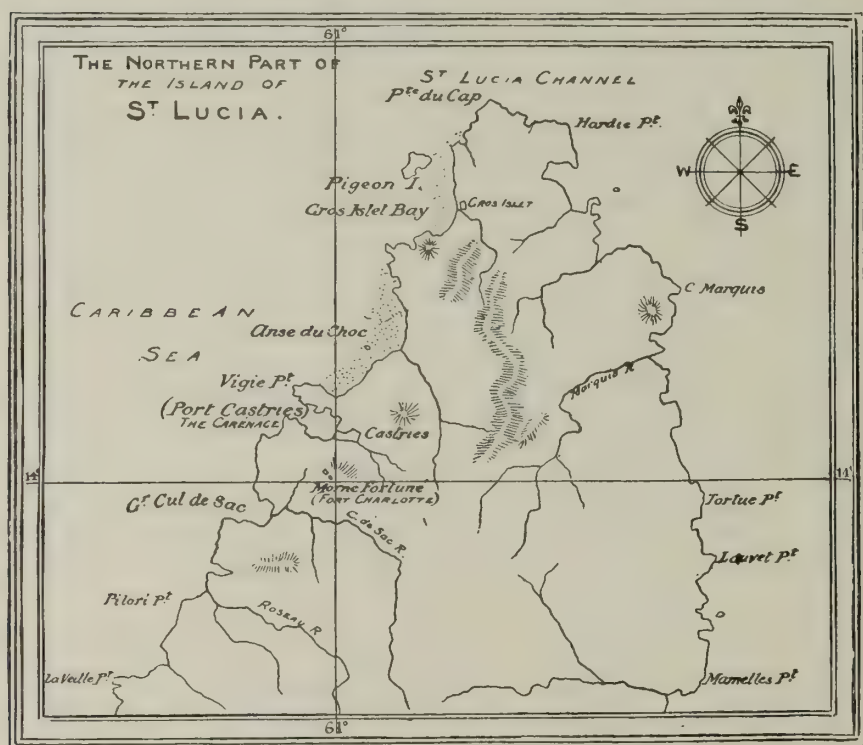 61°
THE NORTHERN PART OF
THE ISLAND OF
ST LUCIA.
ST LUCIA CHANNEL
Pte du Cap
Hardie Pt.
W E
S
Pigeon I.
Gros Islet Bay
GROS ISLET
C. Marquis
CARIBBEAN
SEA
Anse du Choc
Vigie Pt.
Marquis R.
(Port Castries)
THE CARENAGE
Castries
14°
14°
Morne Fortune
(FORT CHARLOTTE)
Gr. Cul de Sac
C. de Sac R.
Tortue Pt.
Louvet Pt.
Pilori Pt.
ROSEAU R.
La Veille Pt.
Mamelles Pt.
61°